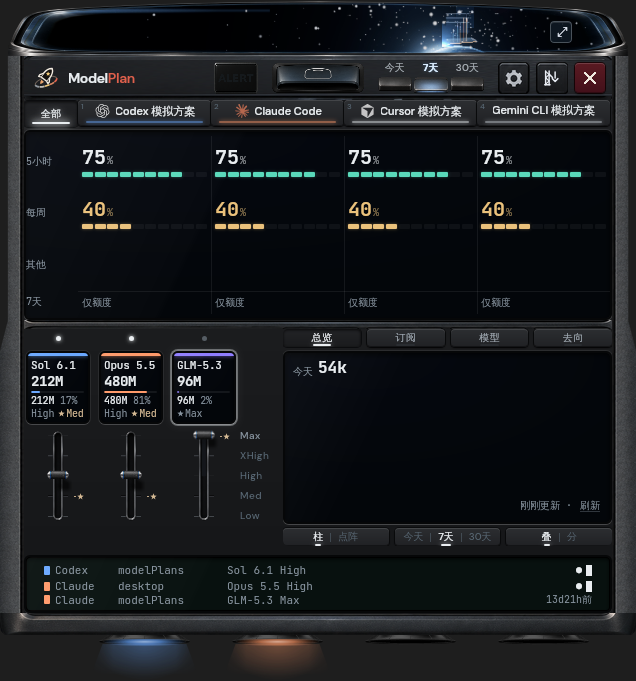 ModelPlan
ALERT
今天 7天 30天
全部
1 Codex 模拟方案
2 Claude Code
3 Cursor 模拟方案
4 Gemini CLI 模拟方案
5小时 75% 75% 75% 75%
每周 40% 40% 40% 40%
其他
7天 仅额度 仅额度 仅额度 仅额度
总览 订阅 模型 去向
Sol 6.1
212M
212M 17%
High ★Med
Opus 5.5
480M
480M 81%
High ★Med
GLM-5.3
96M
96M 2%
★Max
今天 54k
-★ Max
XHigh
High
-★ -★ Med
Low
刚刚更新 · 刷新
柱 | 点阵
今天 | 7天 | 30天
叠 | 分
Codex modelPlans Sol 6.1 High
Claude desktop Opus 5.5 High
Claude modelPlans GLM-5.3 Max 13d21h前